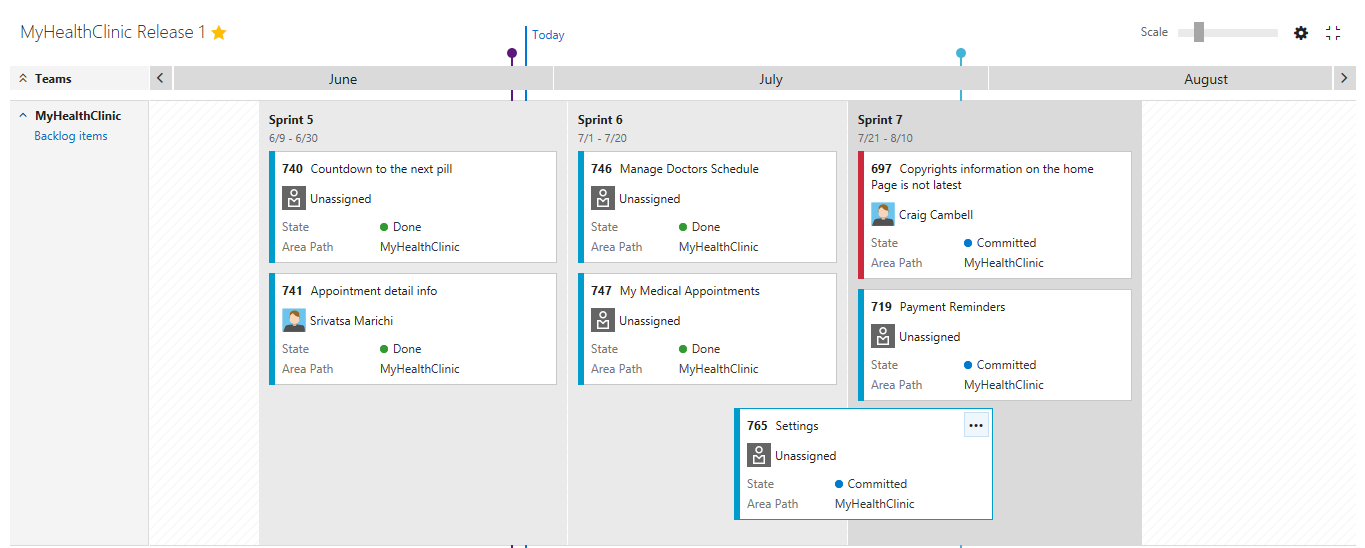 MyHealthClinic Release 1
Today
Scale
Teams
June
July
August
MyHealthClinic
Backlog items
Sprint 5
6/9 - 6/30
740 Countdown to the next pill
Unassigned
State Done
Area Path MyHealthClinic
741 Appointment detail info
Srivatsa Marichi
State Done
Area Path MyHealthClinic
Sprint 6
7/1 - 7/20
746 Manage Doctors Schedule
Unassigned
State Done
Area Path MyHealthClinic
747 My Medical Appointments
Unassigned
State Done
Area Path MyHealthClinic
Sprint 7
7/21 - 8/10
697 Copyrights information on the home
Page is not latest
Craig Cambell
State Committed
Area Path MyHealthClinic
719 Payment Reminders
Unassigned
State Committed
Area Path MyHealthClinic
765 Settings
Unassigned
State Committed
Area Path MyHealthClinic